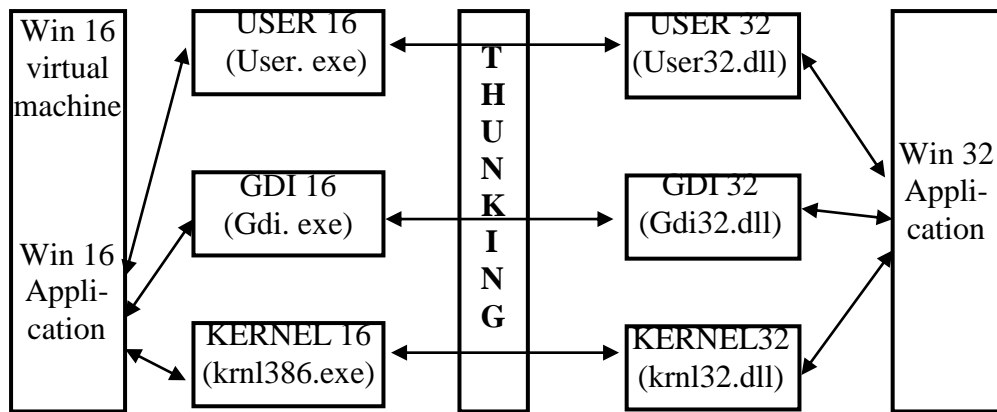 Win 16
virtual
machine
Win 16
Appli-
cation
USER 16
(User. exe)
GDI 16
(Gdi. exe)
KERNEL 16
(krnl386.exe)
T
H
U
N
K
I
N
G
USER 32
(User32.dll)
GDI 32
(Gdi32.dll)
KERNEL32
(krnl32.dll)
Win 32
Appli-
cation